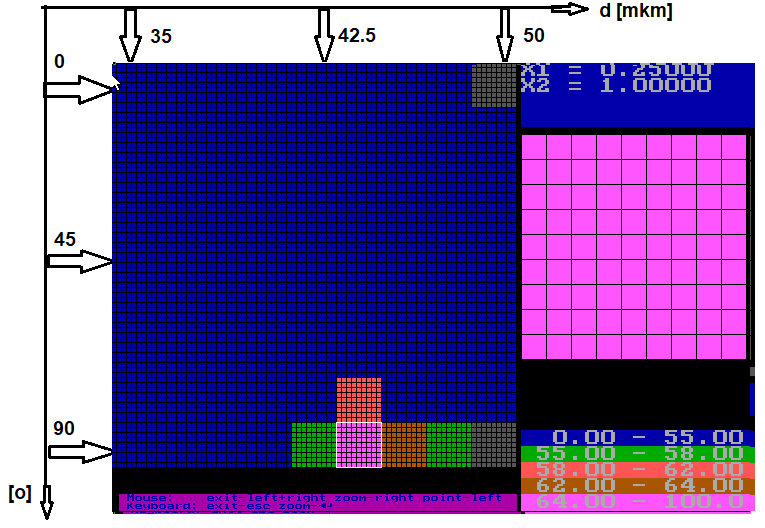 d [mkm]
35
42.5
50
0
45
90
[o]
X1 = 0.25000
X2 = 1.00000
0.00 - 55.00
55.00 - 58.00
58.00 - 62.00
62.00 - 64.00
64.00 - 100.0
Mouse: exit-left+right zoom-right point-left
Keyboard: exit-esc zoom-↵